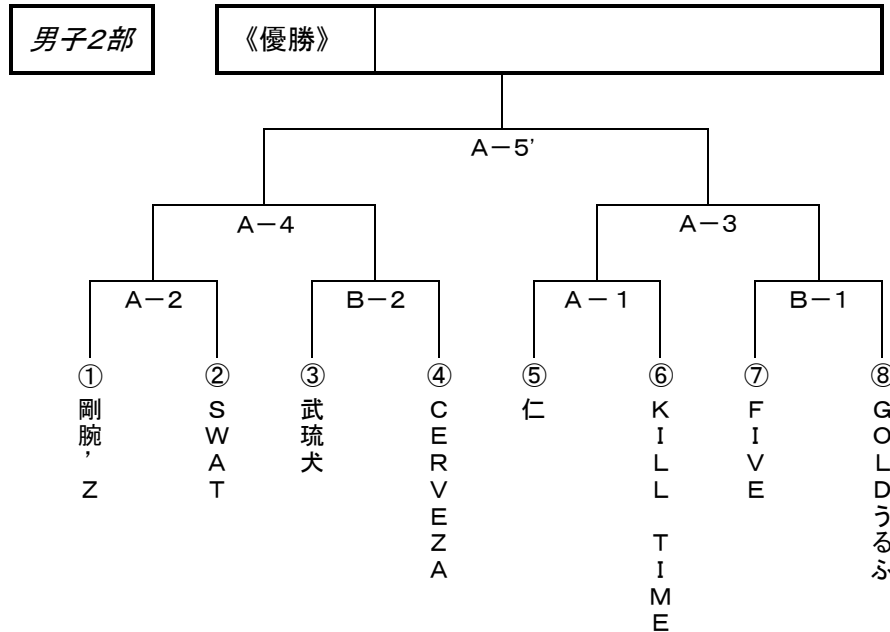 男子2部
《優勝》
A－5’
A－4
A－3
A－2
B－2
A－1
B－1
①
剛腕’Z
②
SWAT
③
武琉犬
④
CERVEZA
⑤
仁
⑥
KILL TIME
⑦
FIVE
⑧
GOLDうるふ